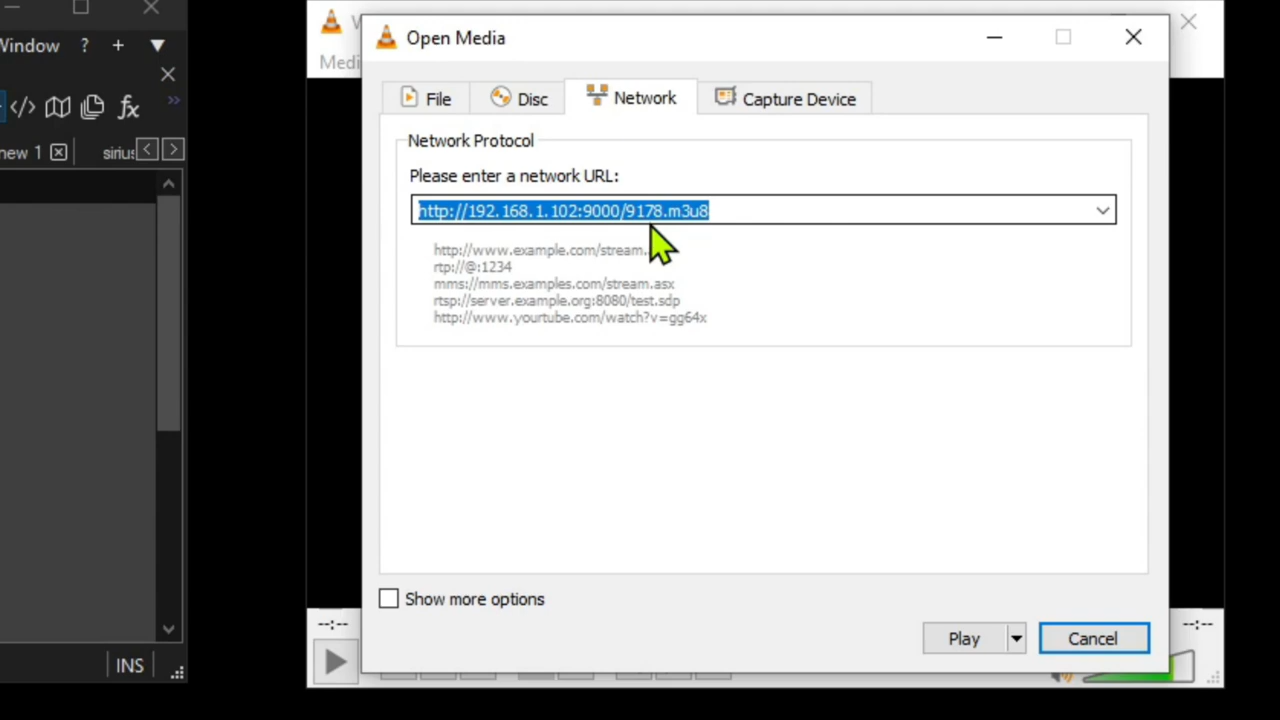 Window ? +
new 1
sirius
INS
Medi
Open Media
File
Disc
Network
Capture Device
Network Protocol
Please enter a network URL:
http://192.168.1.102:9000/9178.m3u8
http://www.example.com/stream.
rtp://@:1234
mms://mms.examples.com/stream.asx
rtsp://server.example.org:8080/test.sdp
http://www.yourtube.com/watch?v=gg64x
Show more options
--:--
Play
Cancel
--:--